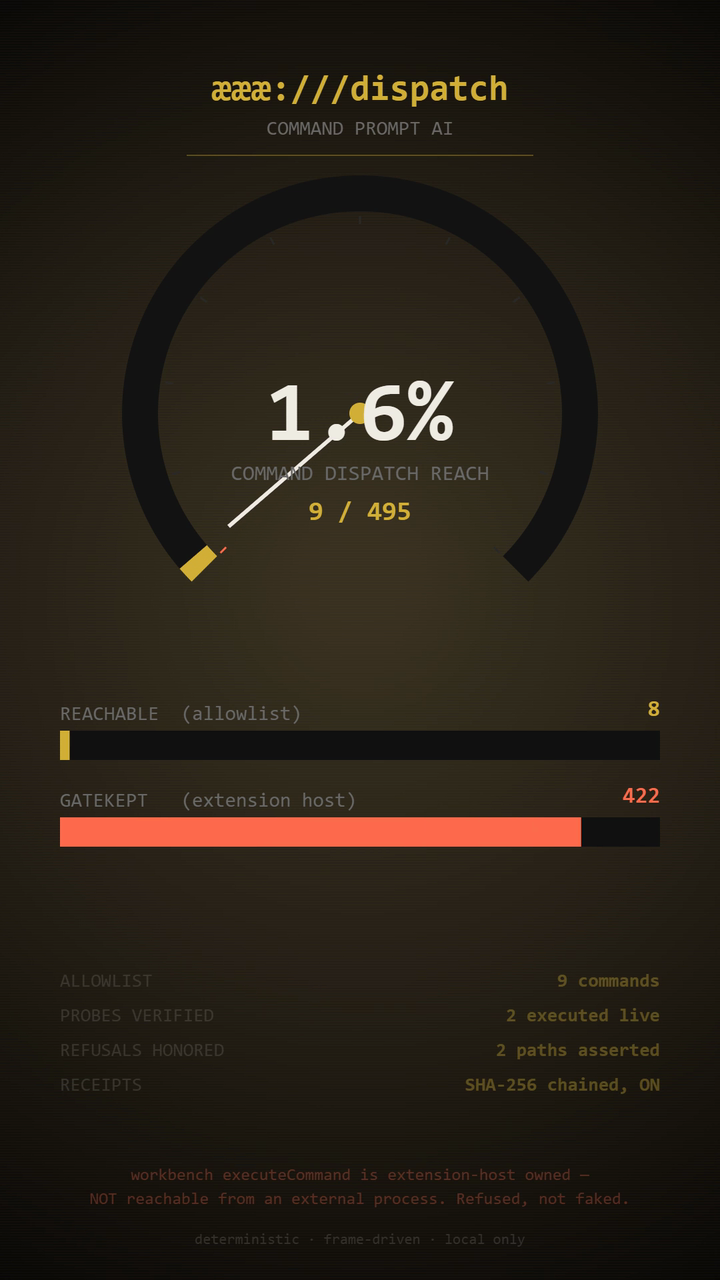 æææ:///dispatch
COMMAND PROMPT AI
1.6%
COMMAND DISPATCH REACH
9 / 495
REACHABLE (allowlist) 8
GATEKEPT (extension host) 422
ALLOWLIST 9 commands
PROBES VERIFIED 2 executed live
REFUSALS HONORED 2 paths asserted
RECEIPTS SHA-256 chained, ON
workbench executeCommand is extension-host owned —
NOT reachable from an external process. Refused, not faked.
deterministic · frame-driven · local only